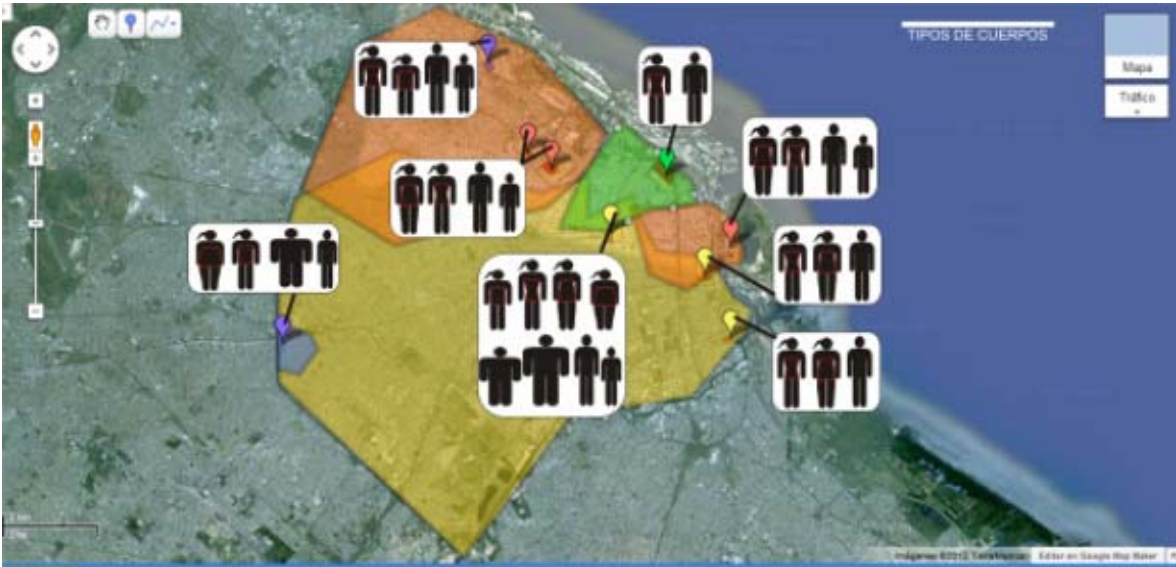 TIPOS DE CUERPOS
Mapa
Tráfico
Imágenes ©2012 TerraMetrics
Editar en Google Map Maker